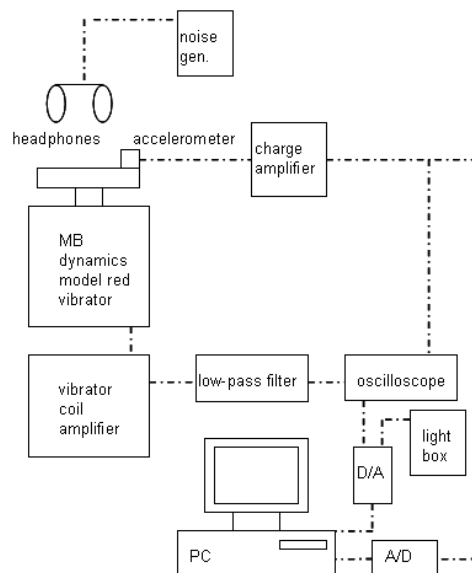 noise
gen.
headphones
accelerometer
charge
amplifier
MB
dynamics
model red
vibrator
vibrator
coil
amplifier
low-pass filter
oscilloscope
light
box
D/A
PC
A/D